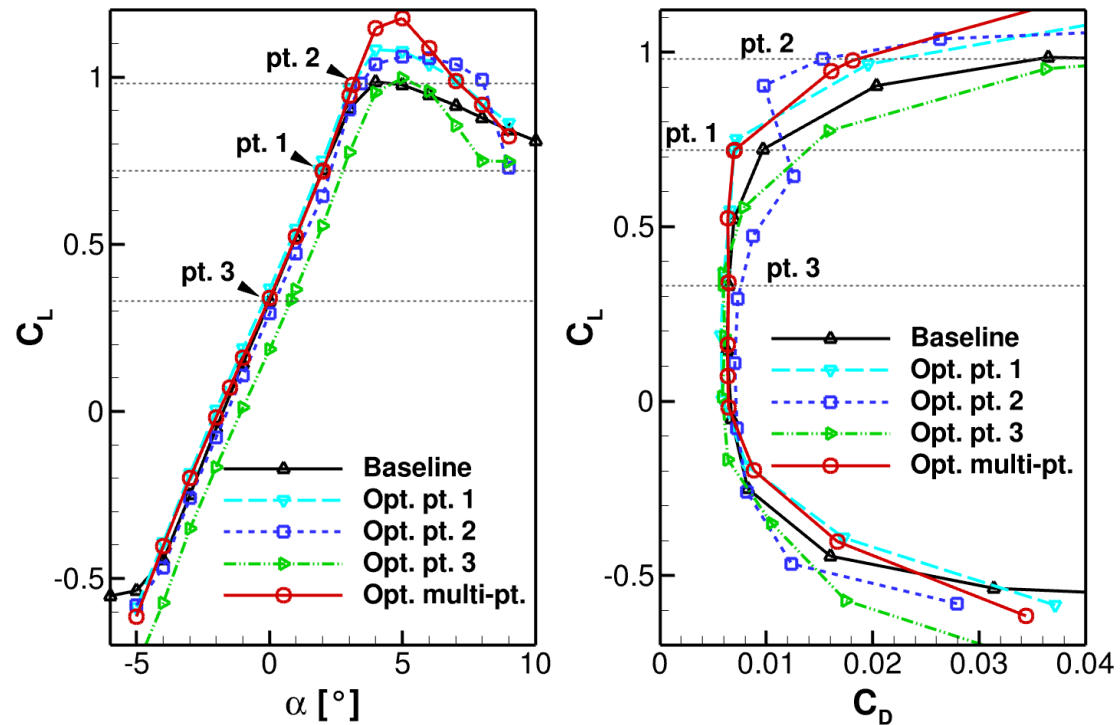 pt. 2
pt. 1
pt. 3
1
0.5
0
-0.5
C_L
-5
0
5
10
α [°]
Baseline
Opt. pt. 1
Opt. pt. 2
Opt. pt. 3
Opt. multi-pt.
pt. 2
pt. 1
pt. 3
1
0.5
0
-0.5
C_L
0
0.01
0.02
0.03
0.04
C_D
Baseline
Opt. pt. 1
Opt. pt. 2
Opt. pt. 3
Opt. multi-pt.